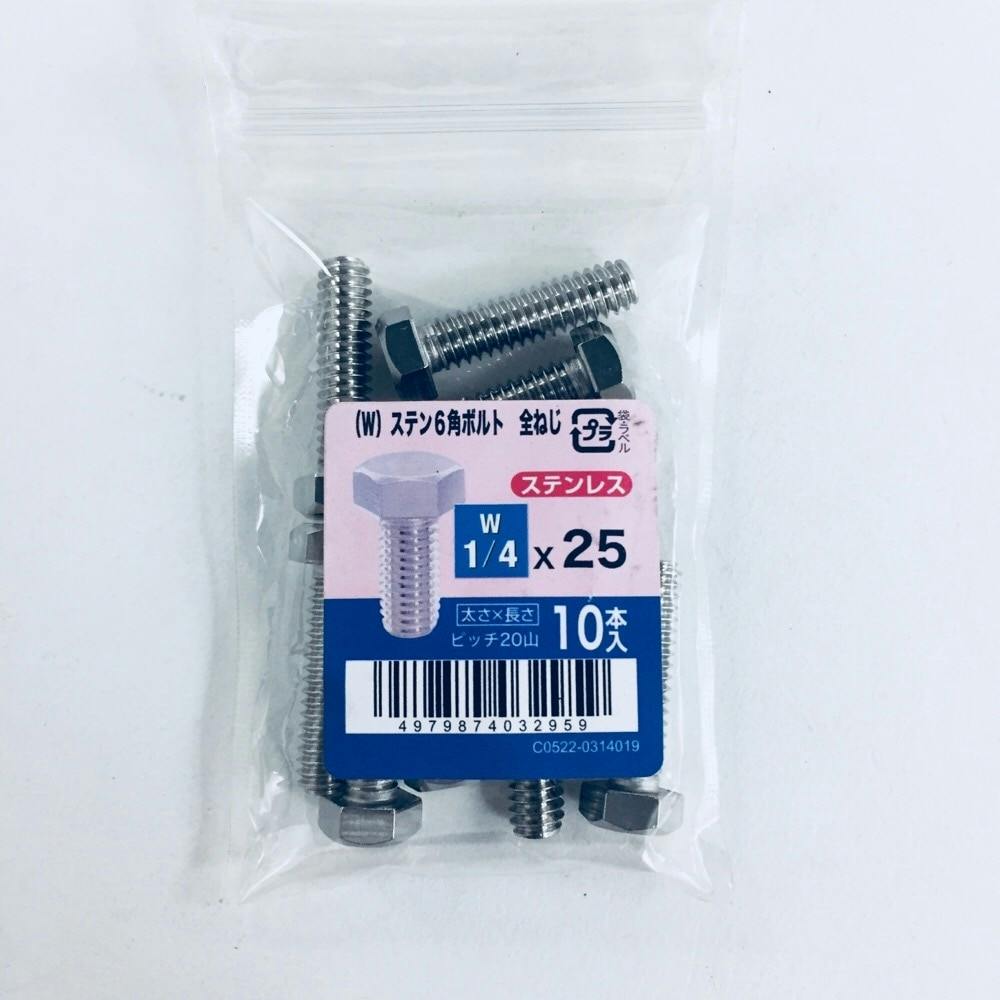 (W) ステン6角ボルト 全ねじ
プラ
袋・ラベル
ステンレス
W
1/4 x 25
太さ×長さ
ピッチ20山
10本入
4979874032959
C0522-0314019